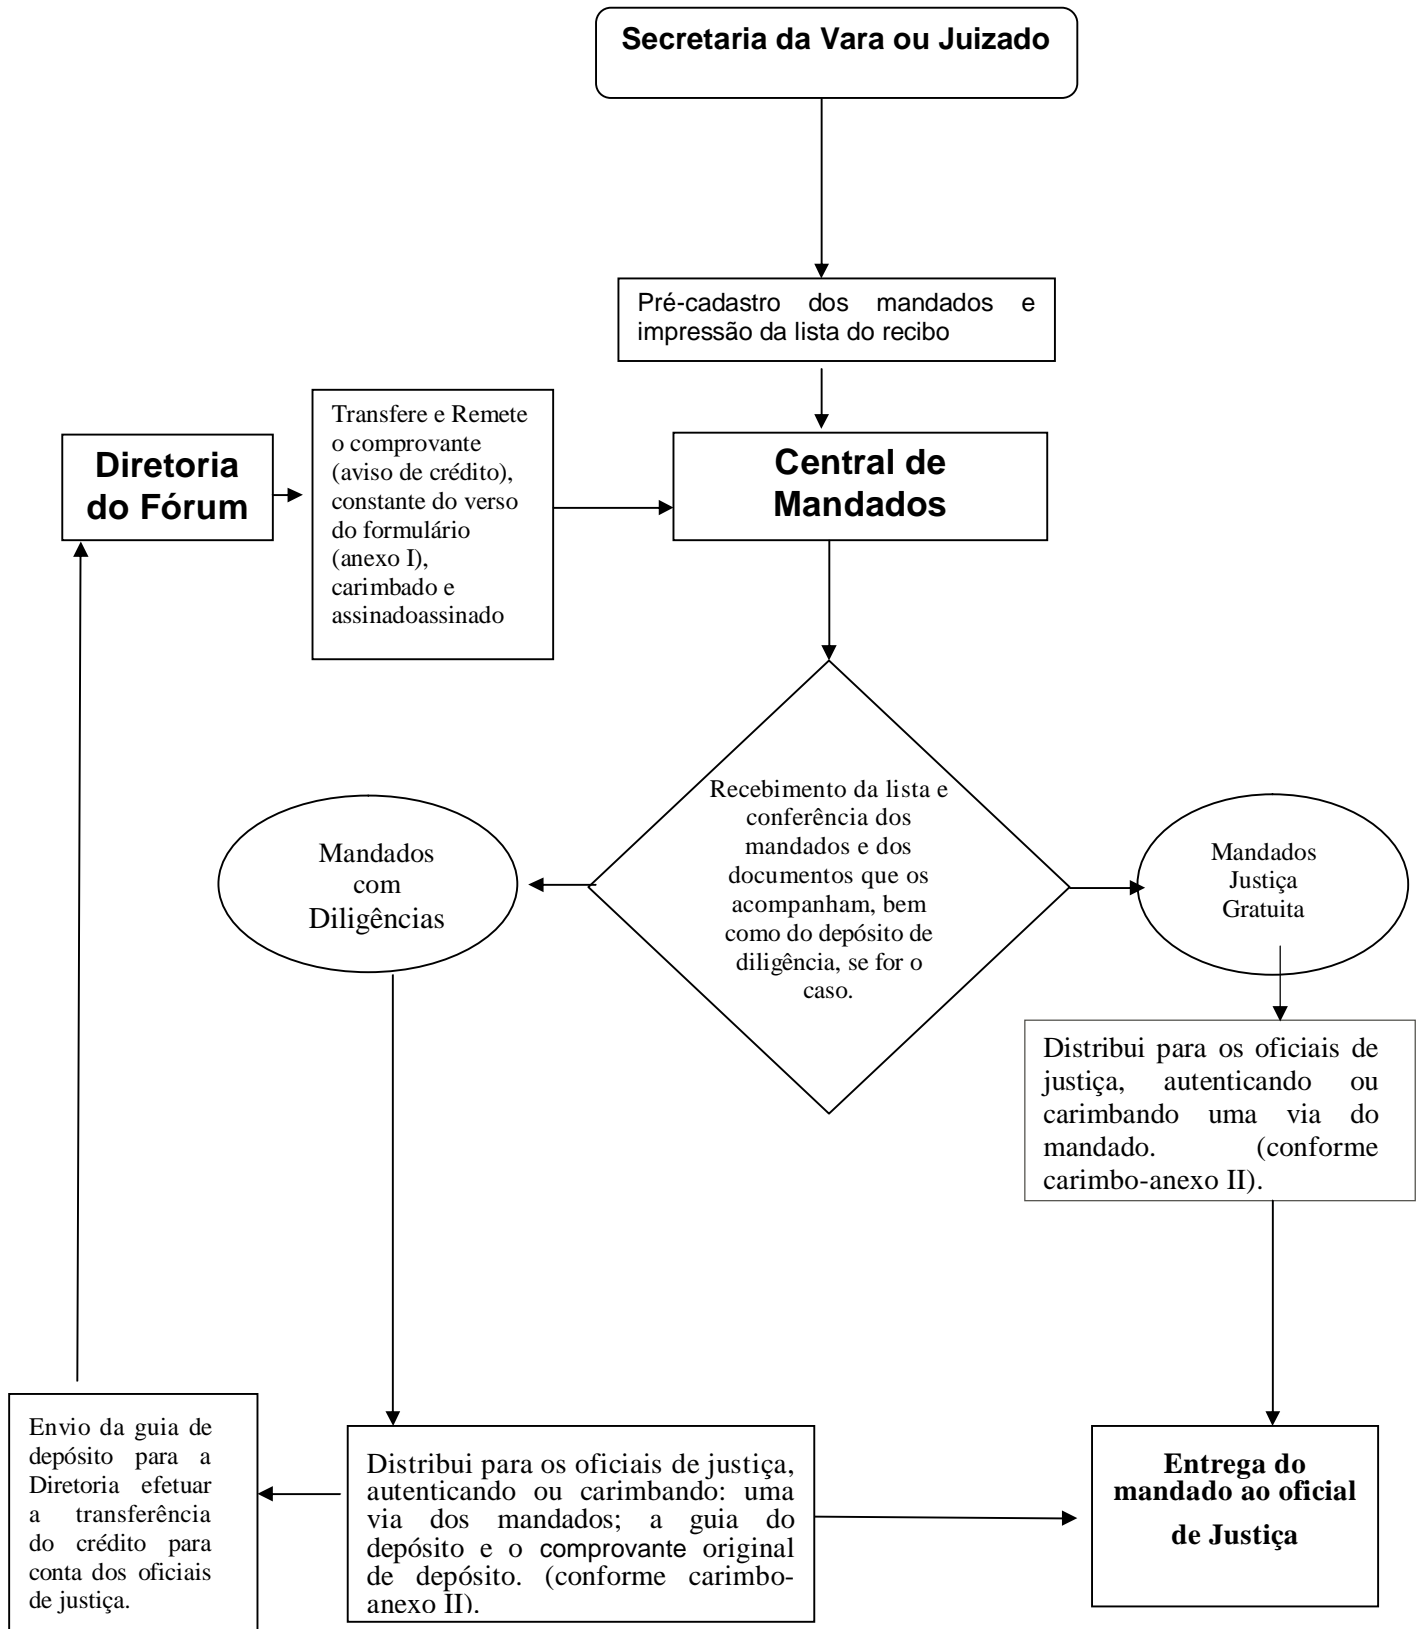 Secretaria da Vara ou Juizado
Pré-cadastro dos mandados e
impressão da lista do recibo
Transfere e Remete
o comprovante
(aviso de crédito),
constante do verso
do formulário
(anexo I),
carimbado e
assinadoassinado
Diretoria
do Fórum
Central de
Mandados
Recebimento da lista e
conferência dos
mandados e dos
documentos que os
acompanham, bem
como do depósito de
diligência, se for o
caso.
Mandados
com
Diligências
Mandados
Justiça
Gratuita
Distribui para os oficiais de
justiça, autenticando ou
carimbando uma via do
mandado. (conforme
carimbo-anexo II).
Envio da guia de
depósito para a
Diretoria efetuar
a transferência
do crédito para
conta dos oficiais
de justiça.
Distribui para os oficiais de justiça,
autenticando ou carimbando: uma
via dos mandados; a guia do
depósito e o comprovante original
de depósito. (conforme carimbo-
anexo II).
Entrega do
mandado ao oficial
de Justiça